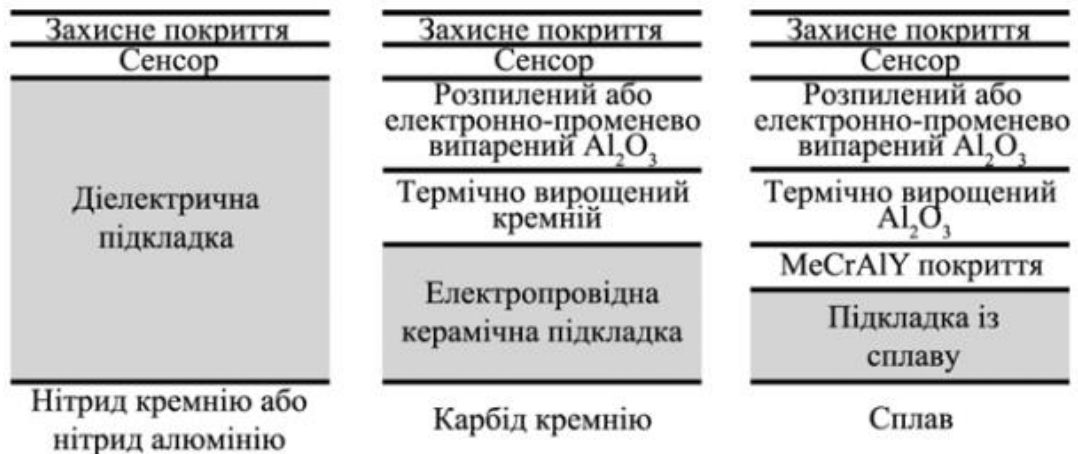 Захисне покриття
Сенсор
Діелектрична
підкладка
Нітрид кремнію або
нітрид алюмінію
Захисне покриття
Сенсор
Розпилений або
електронно-променево
випарений Al₂O₃
Термічно вирощений
кремній
Електропровідна
керамічна підкладка
Карбід кремнію
Захисне покриття
Сенсор
Розпилений або
електронно-променево
випарений Al₂O₃
Термічно вирощений
Al₂O₃
MeCrAlY покриття
Підкладка із
сплаву
Сплав